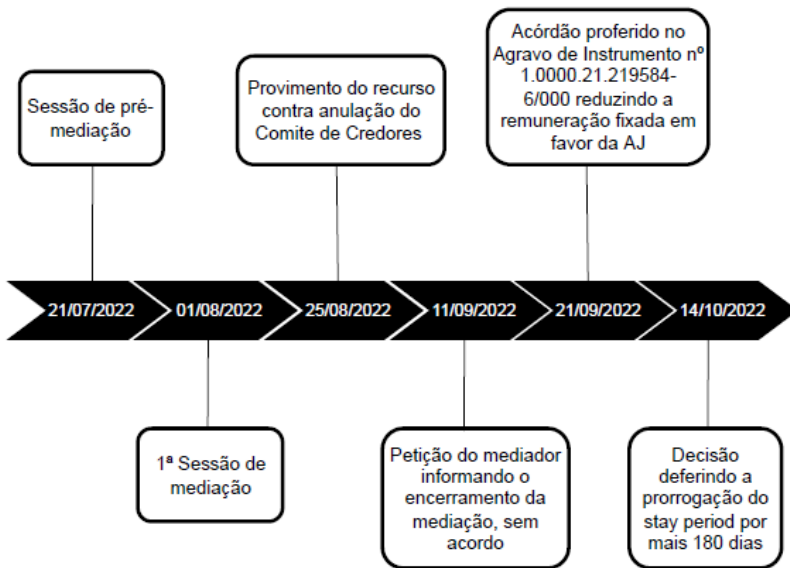 Sessão de pré-
mediação
Provimento do recurso
contra anulação do
Comite de Credores
Acórdão proferido no
Agravo de Instrumento nº
1.0000.21.219584-
6/000 reduzindo a
remuneração fixada em
favor da AJ
21/07/2022
01/08/2022
25/08/2022
11/09/2022
21/09/2022
14/10/2022
1ª Sessão de
mediação
Petição do mediador
informando o
encerramento da
mediação, sem
acordo
Decisão
deferindo a
prorrogação do
stay period por
mais 180 dias